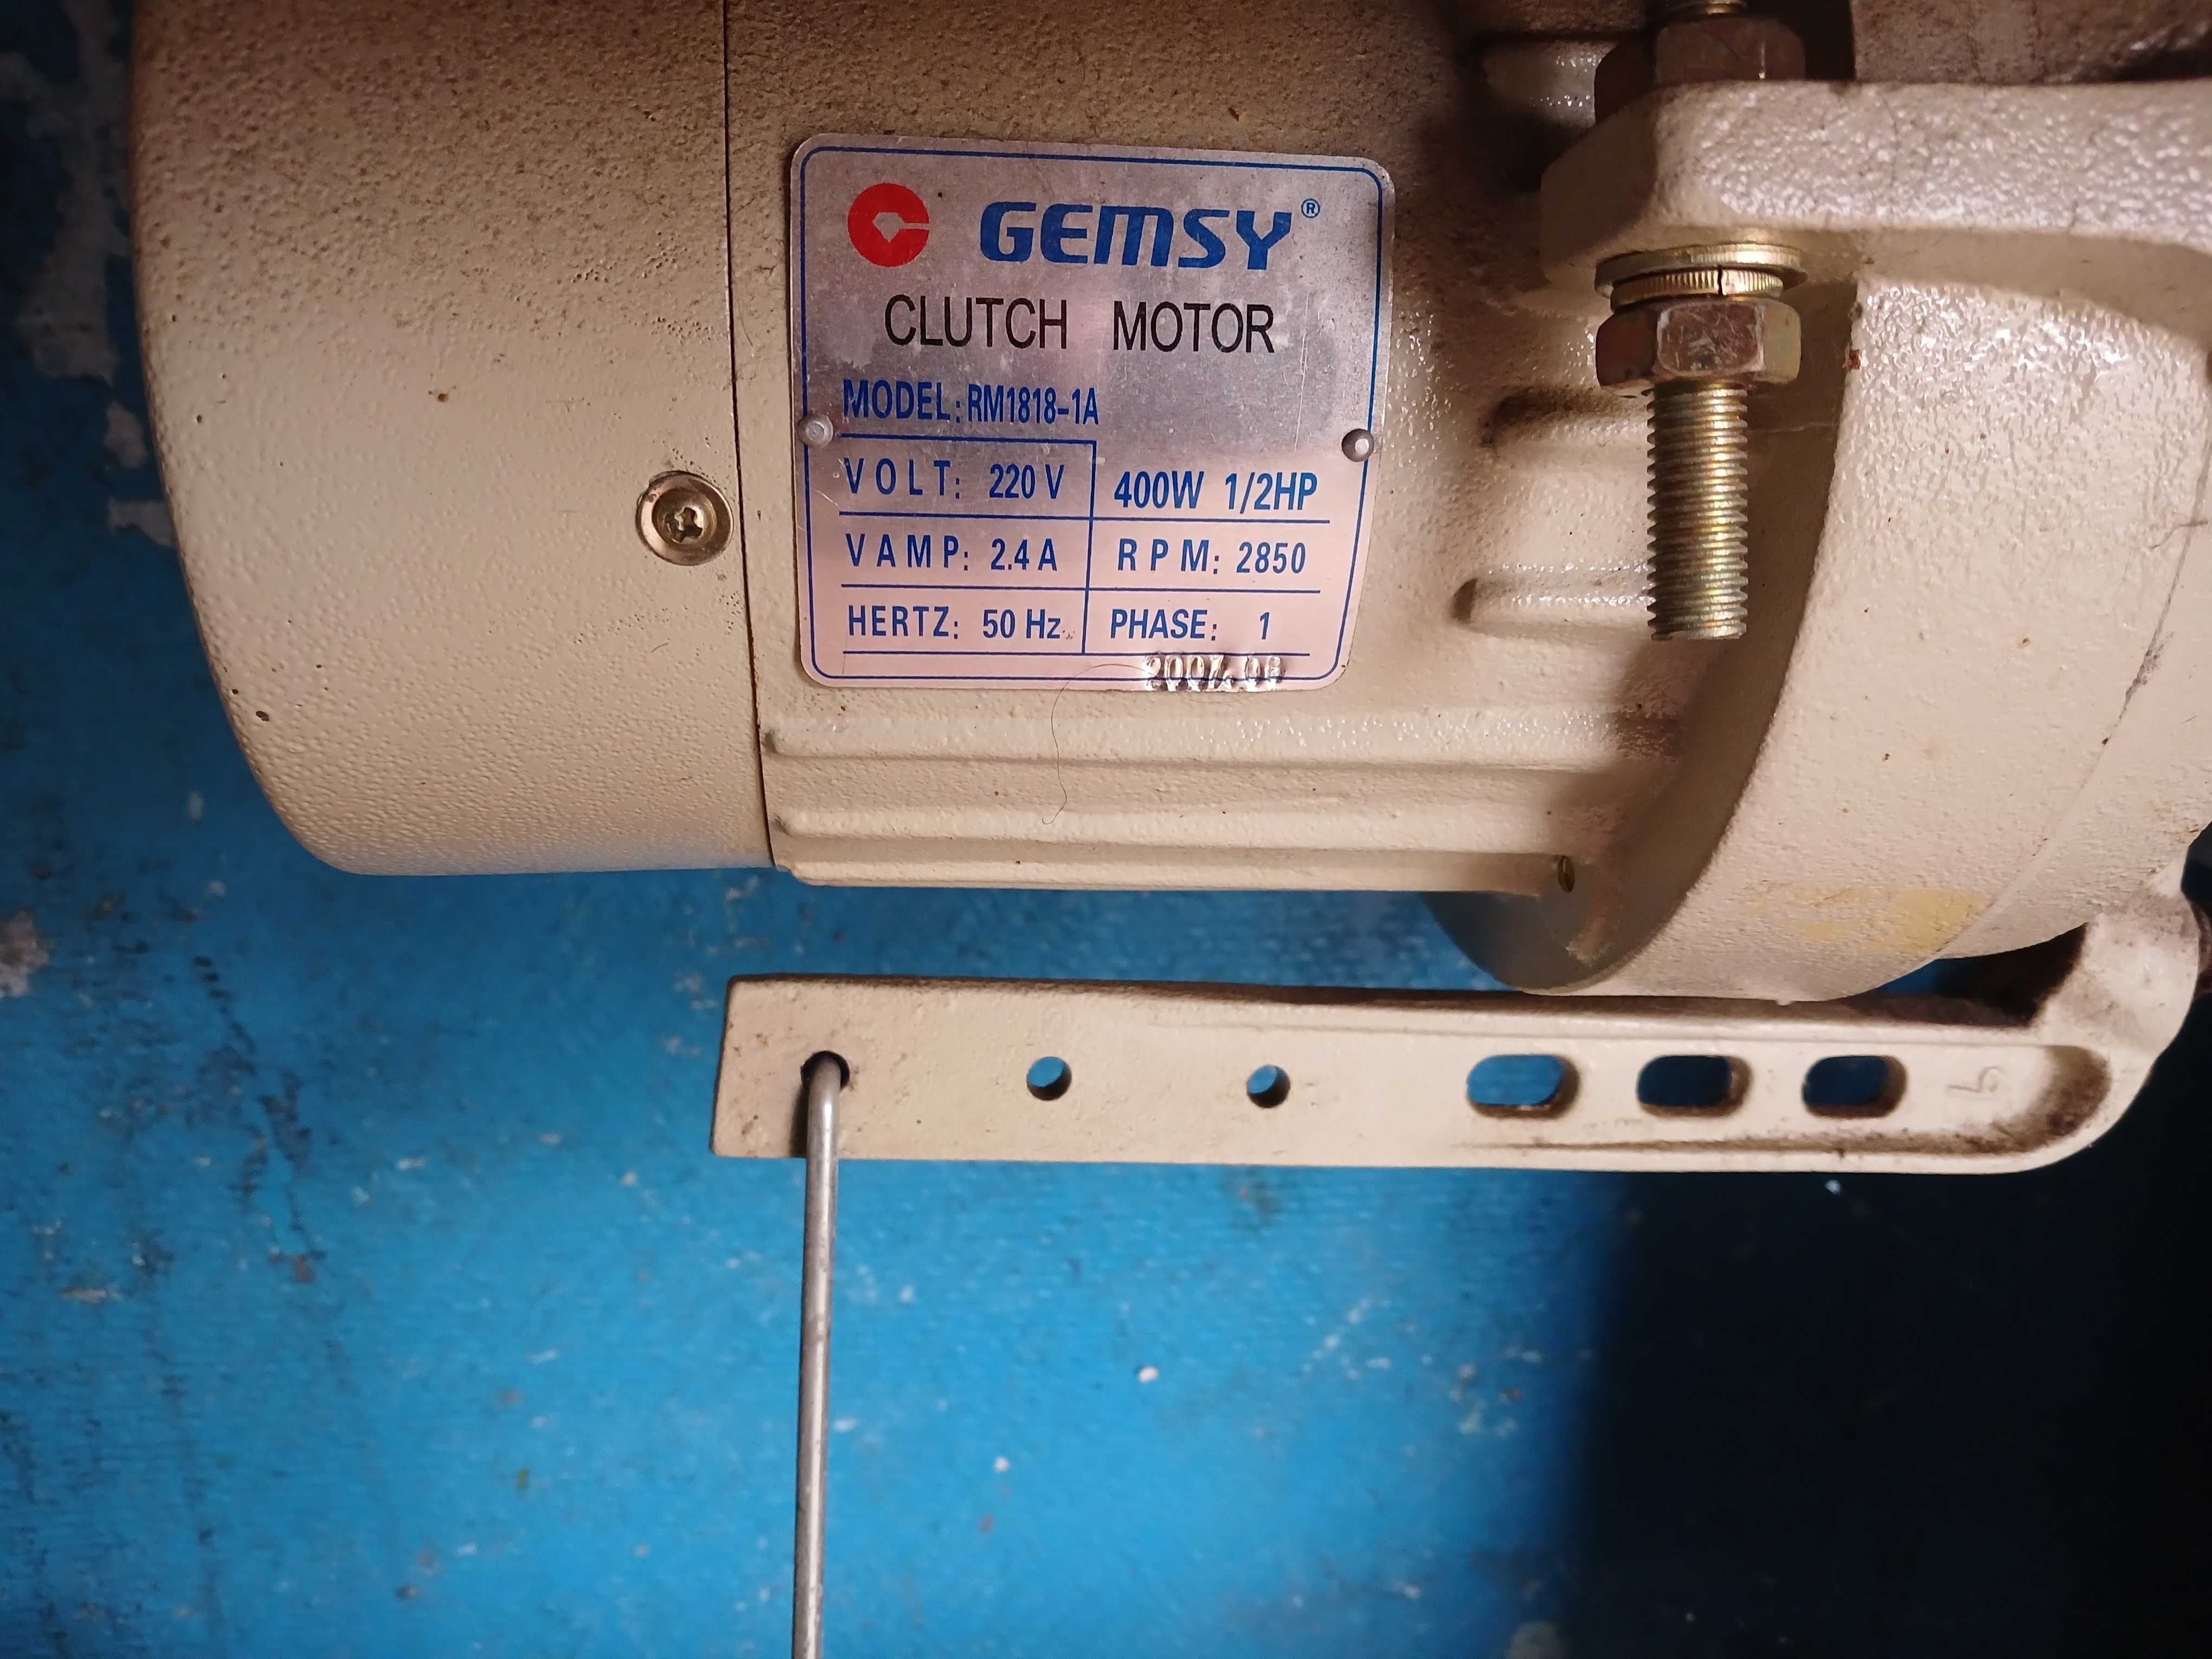 GEMSY®
CLUTCH MOTOR
MODEL: RM1818-1A
VOLT: 220 V 400W 1/2HP
VAMP: 2.4 A RPM: 2850
HERTZ: 50 Hz PHASE: 1